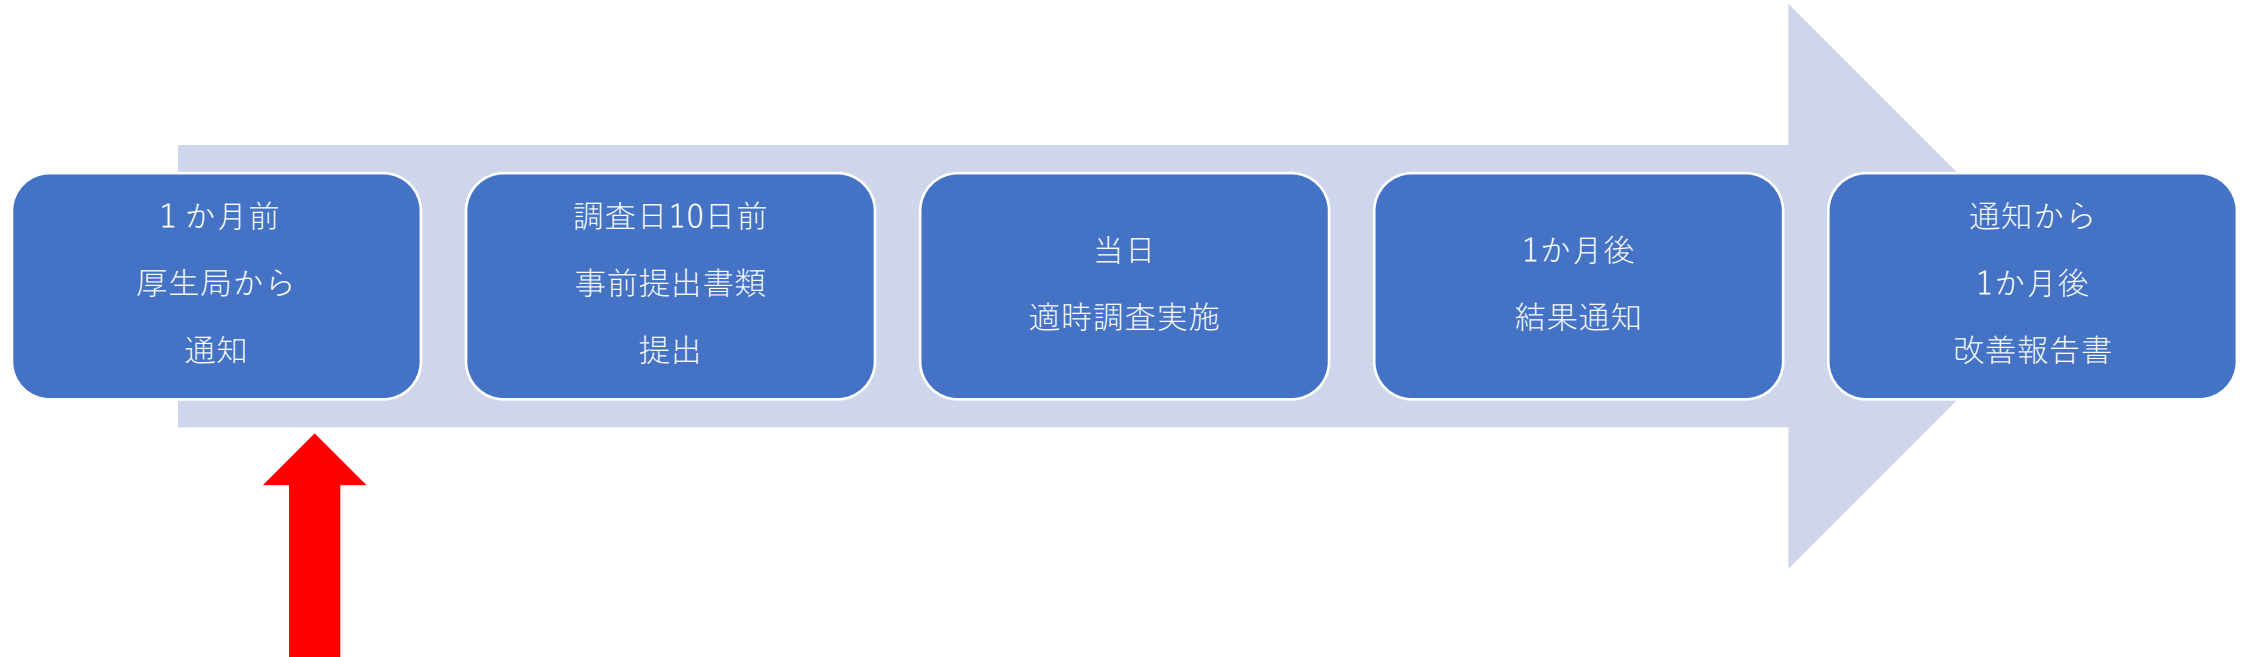 １か月前
厚生局から
通知
調査日10日前
事前提出書類
提出
当日
適時調査実施
1か月後
結果通知
通知から
1か月後
改善報告書